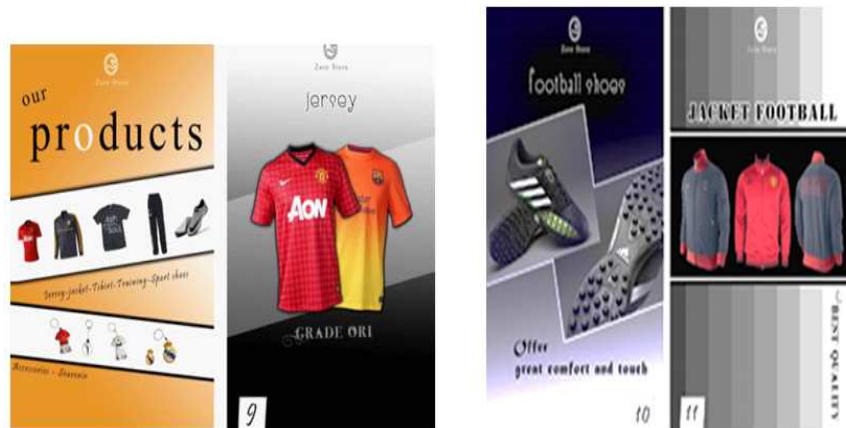 Zero Store
our
products
Jersey-jacket-Tshirt-Training-Sport shoes
Accessories - Souvenir
Zero Store
jersey
AON
GRADE ORI
9
Zero Store
football shoes
adidas
Offer
great comfort and touch
10
Zero Store
JACKET FOOTBALL
BEST QUALITY
11